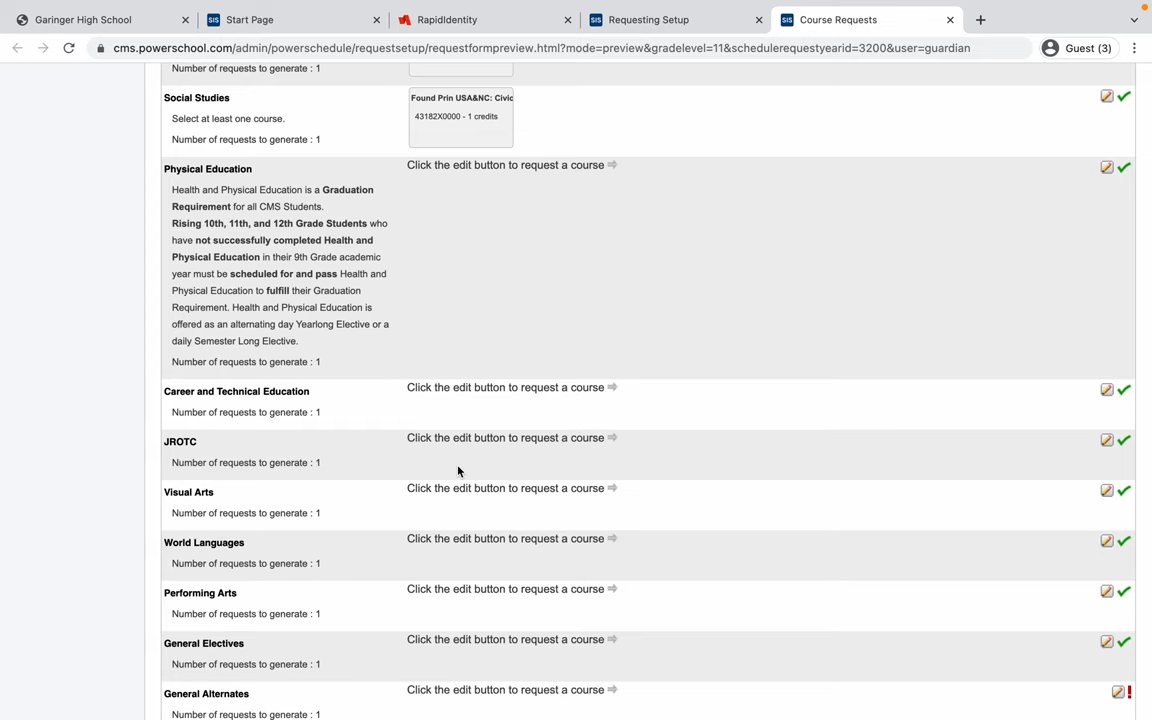 Garinger High School
SIS Start Page
RapidIdentity
SIS Requesting Setup
SIS Course Requests
cms.powerschool.com/admin/powerschedule/requestsetup/requestformpreview.html?mode=preview&gradelevel=11&schedulerequestyearid=3200&user=guardian
Guest (3)
Number of requests to generate : 1
Social Studies
Found Prin USA&NC: Civic
Select at least one course.
43182X0000 - 1 credits
Number of requests to generate : 1
Physical Education
Click the edit button to request a course
Health and Physical Education is a Graduation
Requirement for all CMS Students.
Rising 10th, 11th, and 12th Grade Students who
have not successfully completed Health and
Physical Education in their 9th Grade academic
year must be scheduled for and pass Health and
Physical Education to fulfill their Graduation
Requirement. Health and Physical Education is
offered as an alternating day Yearlong Elective or a
daily Semester Long Elective.
Number of requests to generate : 1
Career and Technical Education
Click the edit button to request a course
Number of requests to generate : 1
JROTC
Click the edit button to request a course
Number of requests to generate : 1
Visual Arts
Click the edit button to request a course
Number of requests to generate : 1
World Languages
Click the edit button to request a course
Number of requests to generate : 1
Performing Arts
Click the edit button to request a course
Number of requests to generate : 1
General Electives
Click the edit button to request a course
Number of requests to generate : 1
General Alternates
Click the edit button to request a course
Number of requests to generate : 1